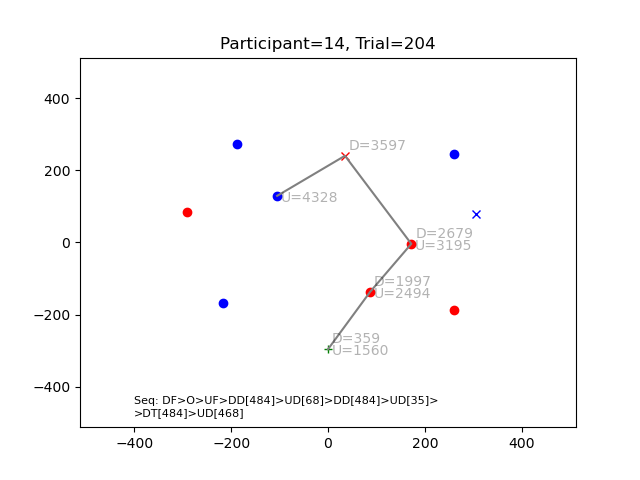 Participant=14, Trial=204
400
200
0
−200
−400
−400
−200
0
200
400
D=3597
U=4328
D=2679
U=3195
D=1997
U=2494
D=359
U=1560
Seq: DF>O>UF>DD[484]>UD[68]>DD[484]>UD[35]>
>DT[484]>UD[468]